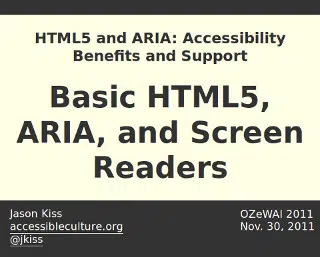 HTML5 and ARIA: Accessibility
Benefits and Support
Basic HTML5,
ARIA, and Screen
Readers
Jason Kiss
accessibleculture.org
@jkiss
OZeWAI 2011
Nov. 30, 2011